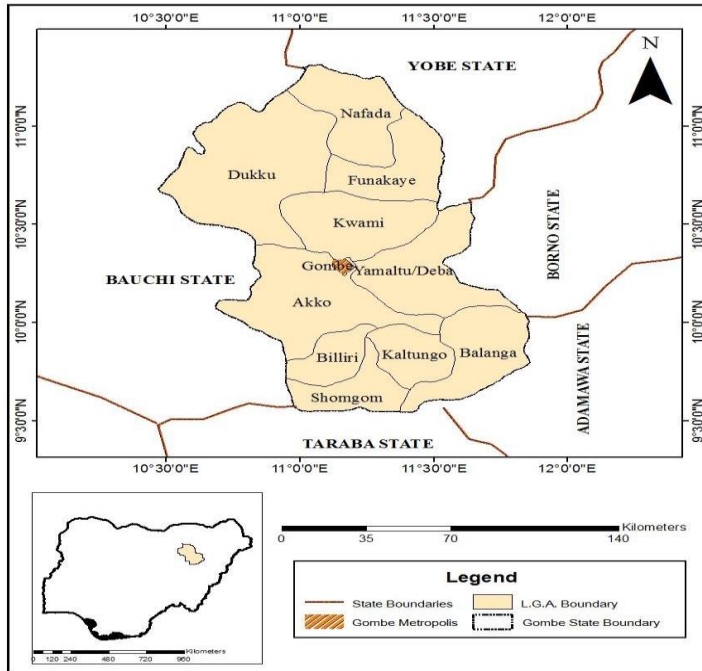 10°30'0"E 11°0'0"E 11°30'0"E 12°0'0"E
N
YOBE STATE
11°0'0"N
11°0'0"N
Nafada
Dukku
Funakaye
10°30'0"N
10°30'0"N
Kwami
BORNO STATE
Gombe
Yamaltu/Deba
BAUCHI STATE
Akko
10°0'0"N
10°0'0"N
Billiri
Kaltungo
Balanga
ADAMAWA STATE
Shomgom
9°30'0"N
9°30'0"N
TARABA STATE
10°30'0"E 11°0'0"E 11°30'0"E 12°0'0"E
Kilometers
0 35 70 140
Legend
State Boundaries
L.G.A. Boundary
Gombe Metropolis
Gombe State Boundary
Kilometers
0 120 240 480 720 960